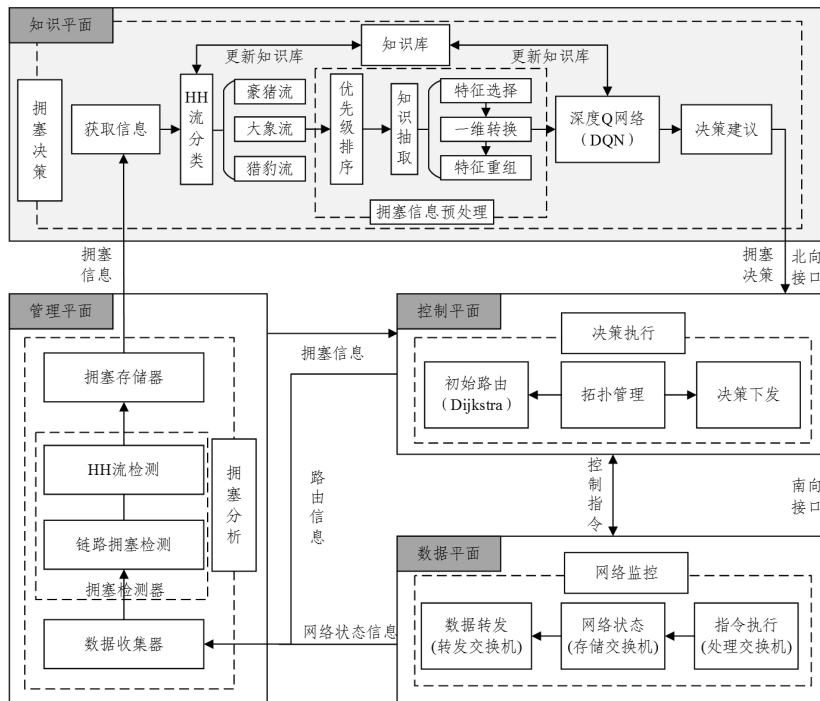 知识平面
知识库
更新知识库
更新知识库
拥塞决策
获取信息
HH流分类
豪猪流
大象流
猎豹流
优先级排序
知识抽取
特征选择
一维转换
特征重组
深度Q网络
(DQN)
决策建议
拥塞信息预处理
拥塞
信息
拥塞
决策
北向
接口
管理平面
拥塞存储器
HH流检测
链路拥塞检测
拥塞检测器
数据收集器
拥塞分析
拥塞信息
路由信息
网络状态信息
控制平面
决策执行
初始路由
(Dijkstra)
拓扑管理
决策下发
控制指令
南向
接口
数据平面
网络监控
数据转发
(转发交换机)
网络状态
(存储交换机)
指令执行
(处理交换机)